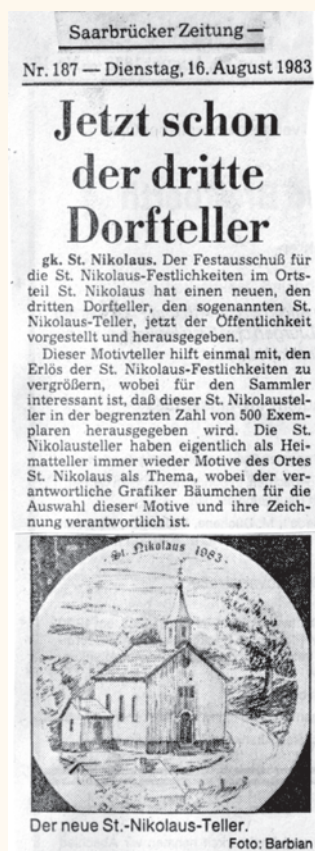 Saarbrücker Zeitung —
Nr. 187 — Dienstag, 16. August 1983
Jetzt schon
der dritte
Dorfteller
gk. St. Nikolaus. Der Festausschuß für
die St. Nikolaus-Festlichkeiten im Orts-
teil St. Nikolaus hat einen neuen, den
dritten Dorfteller, den sogenannten St.
Nikolaus-Teller, jetzt der Öffentlichkeit
vorgestellt und herausgegeben.
Dieser Motivteller hilft einmal mit, den
Erlös der St. Nikolaus-Festlichkeiten zu
vergrößern, wobei für den Sammler
interessant ist, daß dieser St. Nikolaustel-
ler in der begrenzten Zahl von 500 Exem-
plaren herausgegeben wird. Die St.
Nikolausteller haben eigentlich als Hei-
matteller immer wieder Motive des Ortes
St. Nikolaus als Thema, wobei der ver-
antwortliche Grafiker Bäumchen für die
Auswahl dieser Motive und ihre Zeich-
nung verantwortlich ist.
· St. Nikolaus 1983 ·
Der neue St.-Nikolaus-Teller.
Foto: Barbian